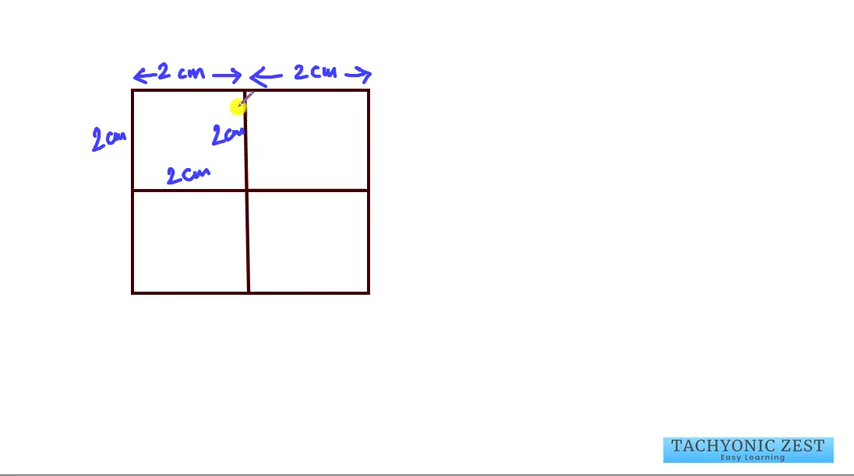 2 cm 2 cm
2 cm 2 cm
2 cm
TACHYONIC ZEST
Easy Learning